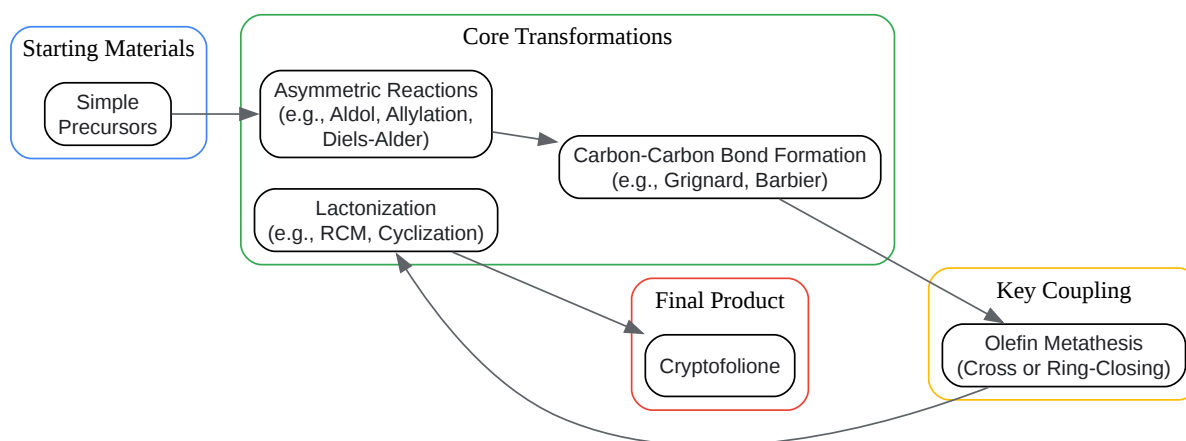 Starting Materials
Simple
Precursors
Core Transformations
Asymmetric Reactions
(e.g., Aldol, Allylation,
Diels-Alder)
Carbon-Carbon Bond Formation
(e.g., Grignard, Barbier)
Lactonization
(e.g., RCM, Cyclization)
Final Product
Cryptofolione
Key Coupling
Olefin Metathesis
(Cross or Ring-Closing)